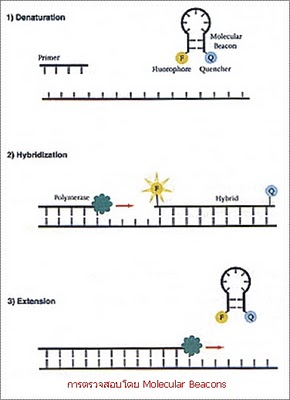 1) Denaturation
Primer
Molecular
Beacon
F
Q
Fluorophore
Quencher
2) Hybridization
Polymerase
F
Hybrid
Q
3) Extension
F
Q
การตรวจสอบโดย Molecular Beacons